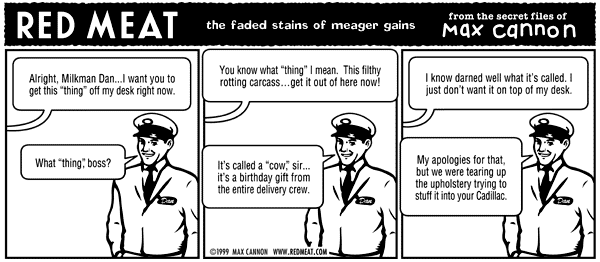 RED MEAT
the faded stains of meager gains
from the secret files of
max cannon
Alright, Milkman Dan...I want you to
get this "thing" off my desk right now.
What "thing," boss?
Dan
You know what "thing" I mean. This filthy
rotting carcass...get it out of here now!
It's called a "cow," sir...
it's a birthday gift from
the entire delivery crew.
Dan
©1999 MAX CANNON WWW.REDMEAT.COM
I know darned well what it's called. I
just don't want it on top of my desk.
My apologies for that,
but we were tearing up
the upholstery trying to
stuff it into your Cadillac.
Dan